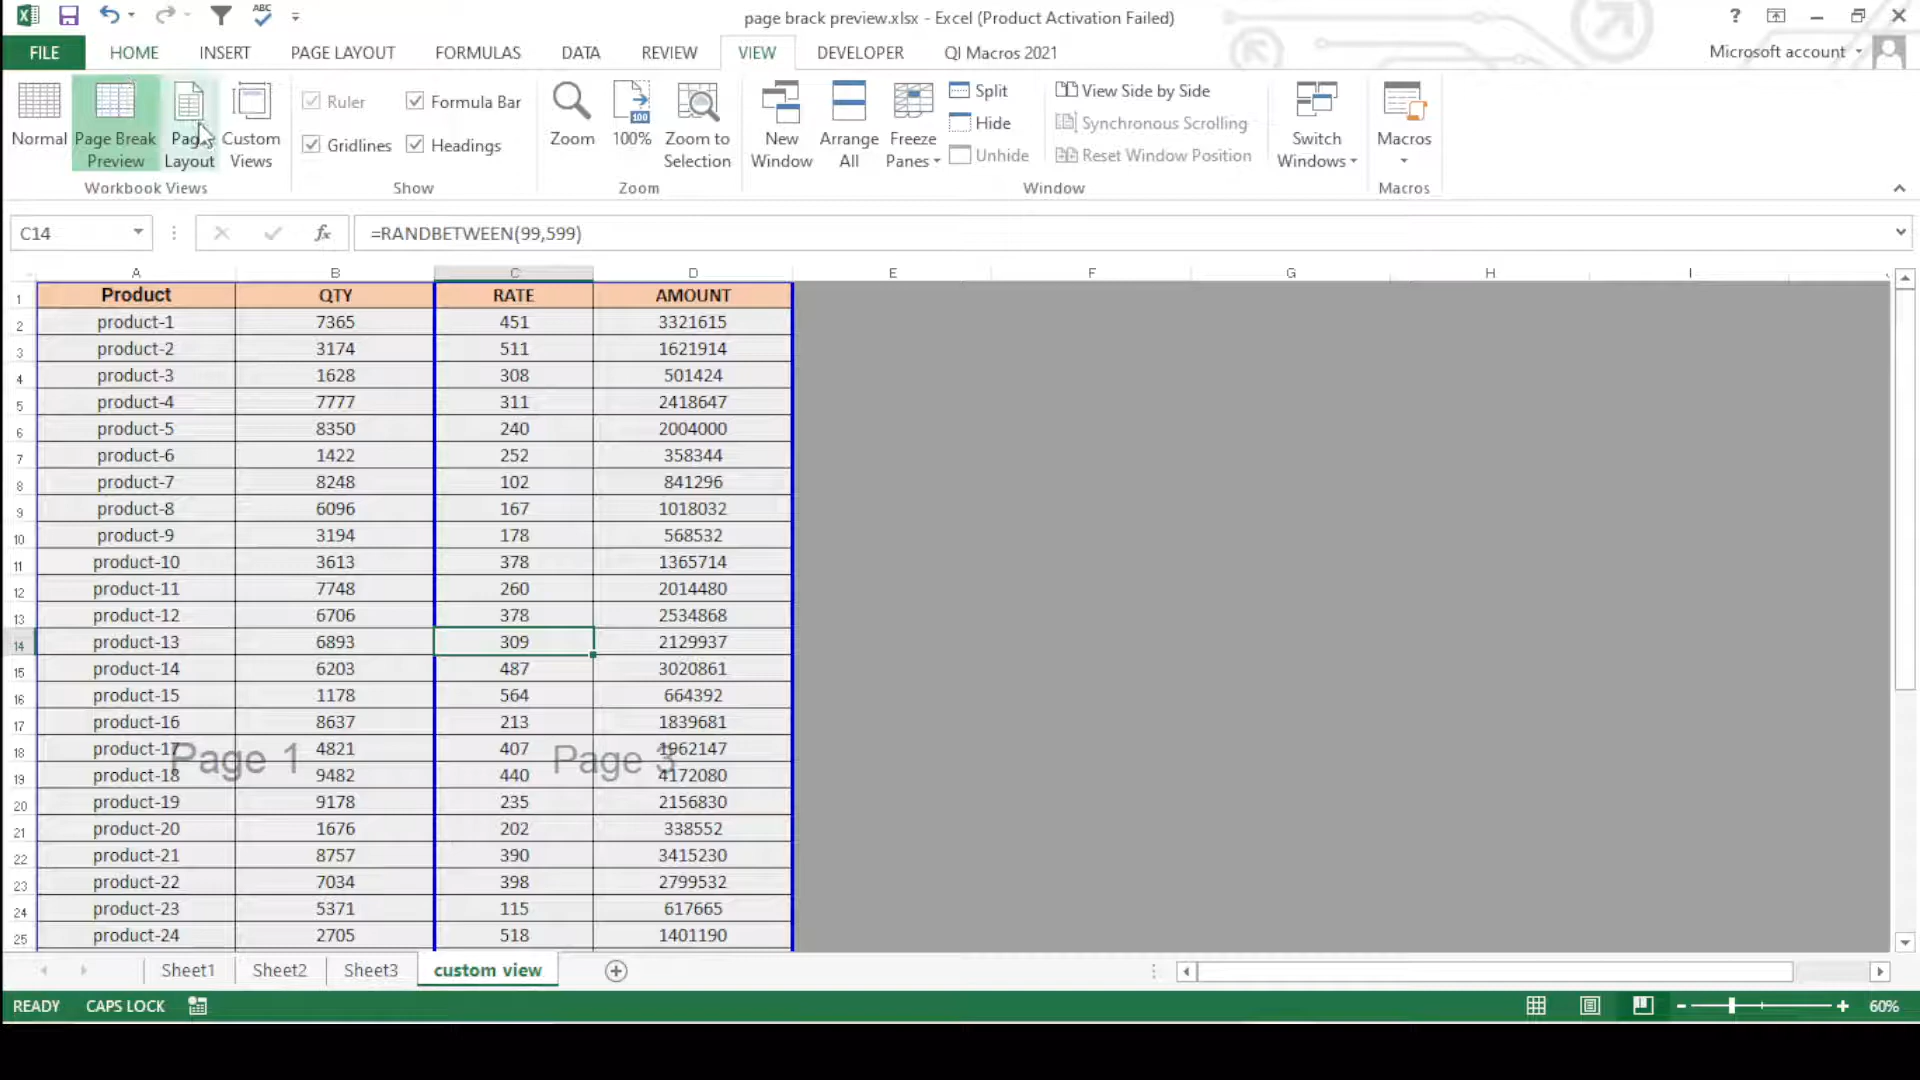 page brack preview.xlsx - Excel (Product Activation Failed)
FILE HOME INSERT PAGE LAYOUT FORMULAS DATA REVIEW VIEW DEVELOPER QI Macros 2021 Microsoft account
Normal Page Break Preview Page Layout Custom Views
Ruler Formula Bar
Gridlines Headings
Zoom 100% Zoom to Selection
New Window Arrange All Freeze Panes
Split
Hide
Unhide
View Side by Side
Synchronous Scrolling
Reset Window Position
Switch Windows Macros
Workbook Views Show Zoom Window Macros
C14 fx =RANDBETWEEN(99,599)
A B C D E F G H I
1 Product QTY RATE AMOUNT
2 product-1 7365 451 3321615
3 product-2 3174 511 1621914
4 product-3 1628 308 501424
5 product-4 7777 311 2418647
6 product-5 8350 240 2004000
7 product-6 1422 252 358344
8 product-7 8248 102 841296
9 product-8 6096 167 1018032
10 product-9 3194 178 568532
11 product-10 3613 378 1365714
12 product-11 7748 260 2014480
13 product-12 6706 378 2534868
14 product-13 6893 309 2129937
15 product-14 6203 487 3020861
16 product-15 1178 564 664392
17 product-16 8637 213 1839681
18 product-17 4821 407 1962147
Page 1 Page 3
19 product-18 9482 440 4172080
20 product-19 9178 235 2156830
21 product-20 1676 202 338552
22 product-21 8757 390 3415230
23 product-22 7034 398 2799532
24 product-23 5371 115 617665
25 product-24 2705 518 1401190
Sheet1 Sheet2 Sheet3 custom view
READY CAPS LOCK 60%